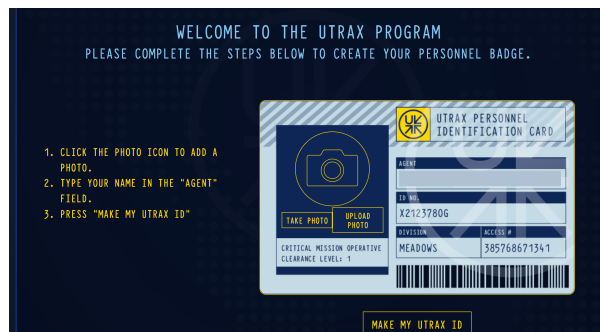 WELCOME TO THE UTRAX PROGRAM
PLEASE COMPLETE THE STEPS BELOW TO CREATE YOUR PERSONNEL BADGE.
1. CLICK THE PHOTO ICON TO ADD A
PHOTO.
2. TYPE YOUR NAME IN THE "AGENT"
FIELD.
3. PRESS "MAKE MY UTRAX ID"
TAKE PHOTO
UPLOAD
PHOTO
CRITICAL MISSION OPERATIVE
CLEARANCE LEVEL: 1
UTRAX PERSONNEL
IDENTIFICATION CARD
AGENT
ID NO.
X2123780G
DIVISION
MEADOWS
ACCESS #
385768671341
MAKE MY UTRAX ID